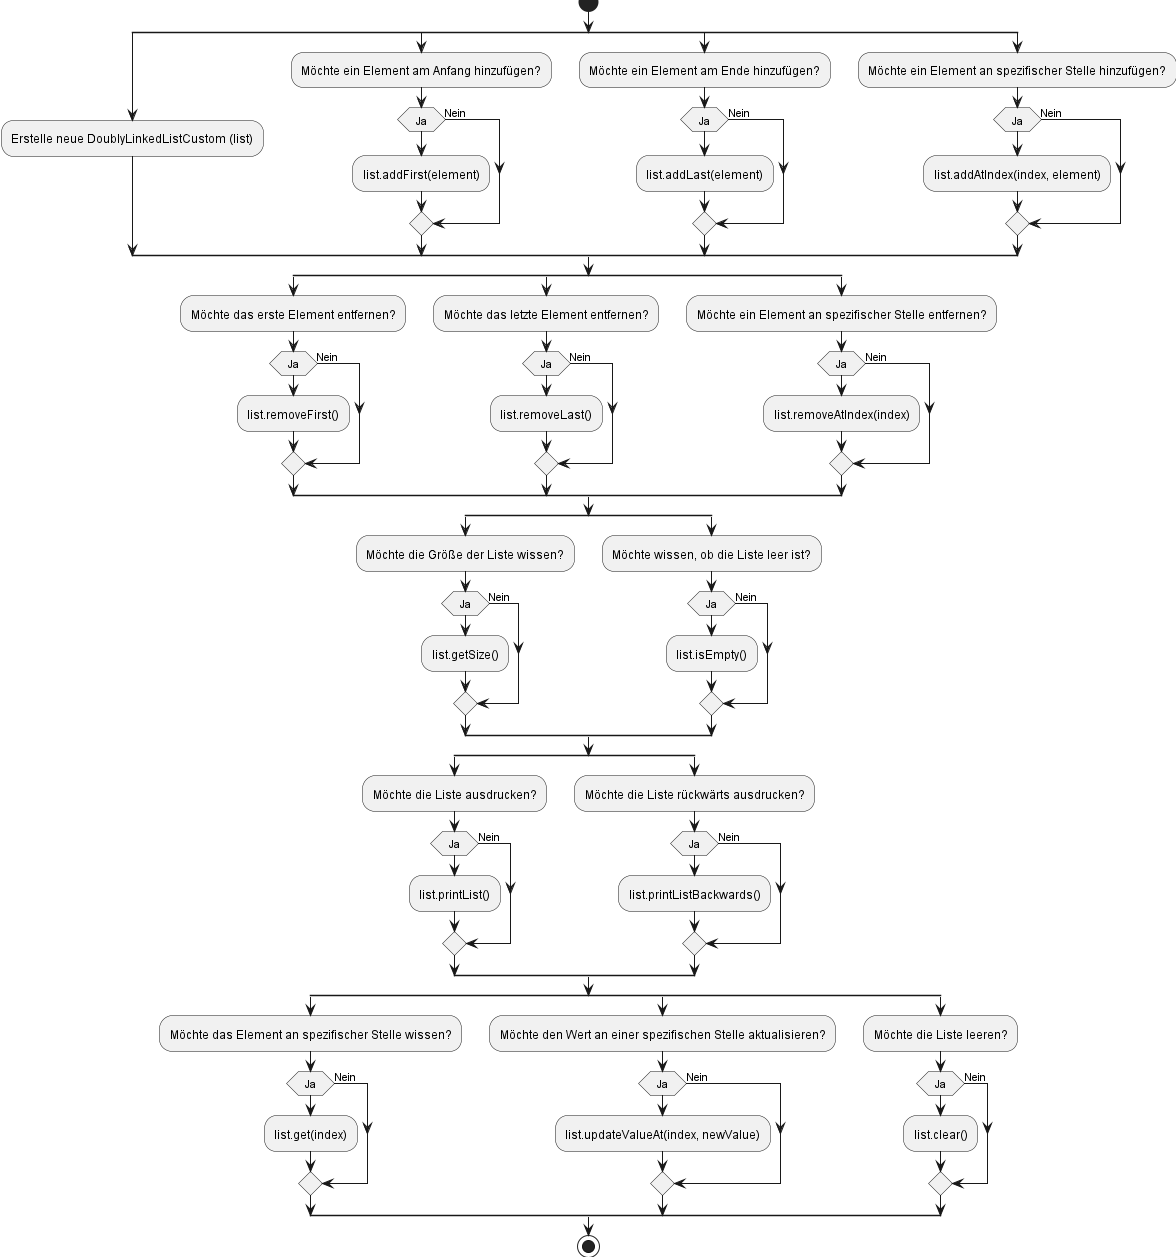 Möchte ein Element am Anfang hinzufügen?
Möchte ein Element am Ende hinzufügen?
Möchte ein Element an spezifischer Stelle hinzufügen?
Ja
Nein
Ja
Nein
Ja
Nein
Erstelle neue DoublyLinkedListCustom (list)
list.addFirst(element)
list.addLast(element)
list.addAtIndex(index, element)
Möchte das erste Element entfernen?
Möchte das letzte Element entfernen?
Möchte ein Element an spezifischer Stelle entfernen?
Ja
Nein
Ja
Nein
Ja
Nein
list.removeFirst()
list.removeLast()
list.removeAtIndex(index)
Möchte die Größe der Liste wissen?
Möchte wissen, ob die Liste leer ist?
Ja
Nein
Ja
Nein
list.getSize()
list.isEmpty()
Möchte die Liste ausdrucken?
Möchte die Liste rückwärts ausdrucken?
Ja
Nein
Ja
Nein
list.printList()
list.printListBackwards()
Möchte das Element an spezifischer Stelle wissen?
Möchte den Wert an einer spezifischen Stelle aktualisieren?
Möchte die Liste leeren?
Ja
Nein
Ja
Nein
Ja
Nein
list.get(index)
list.updateValueAt(index, newValue)
list.clear()